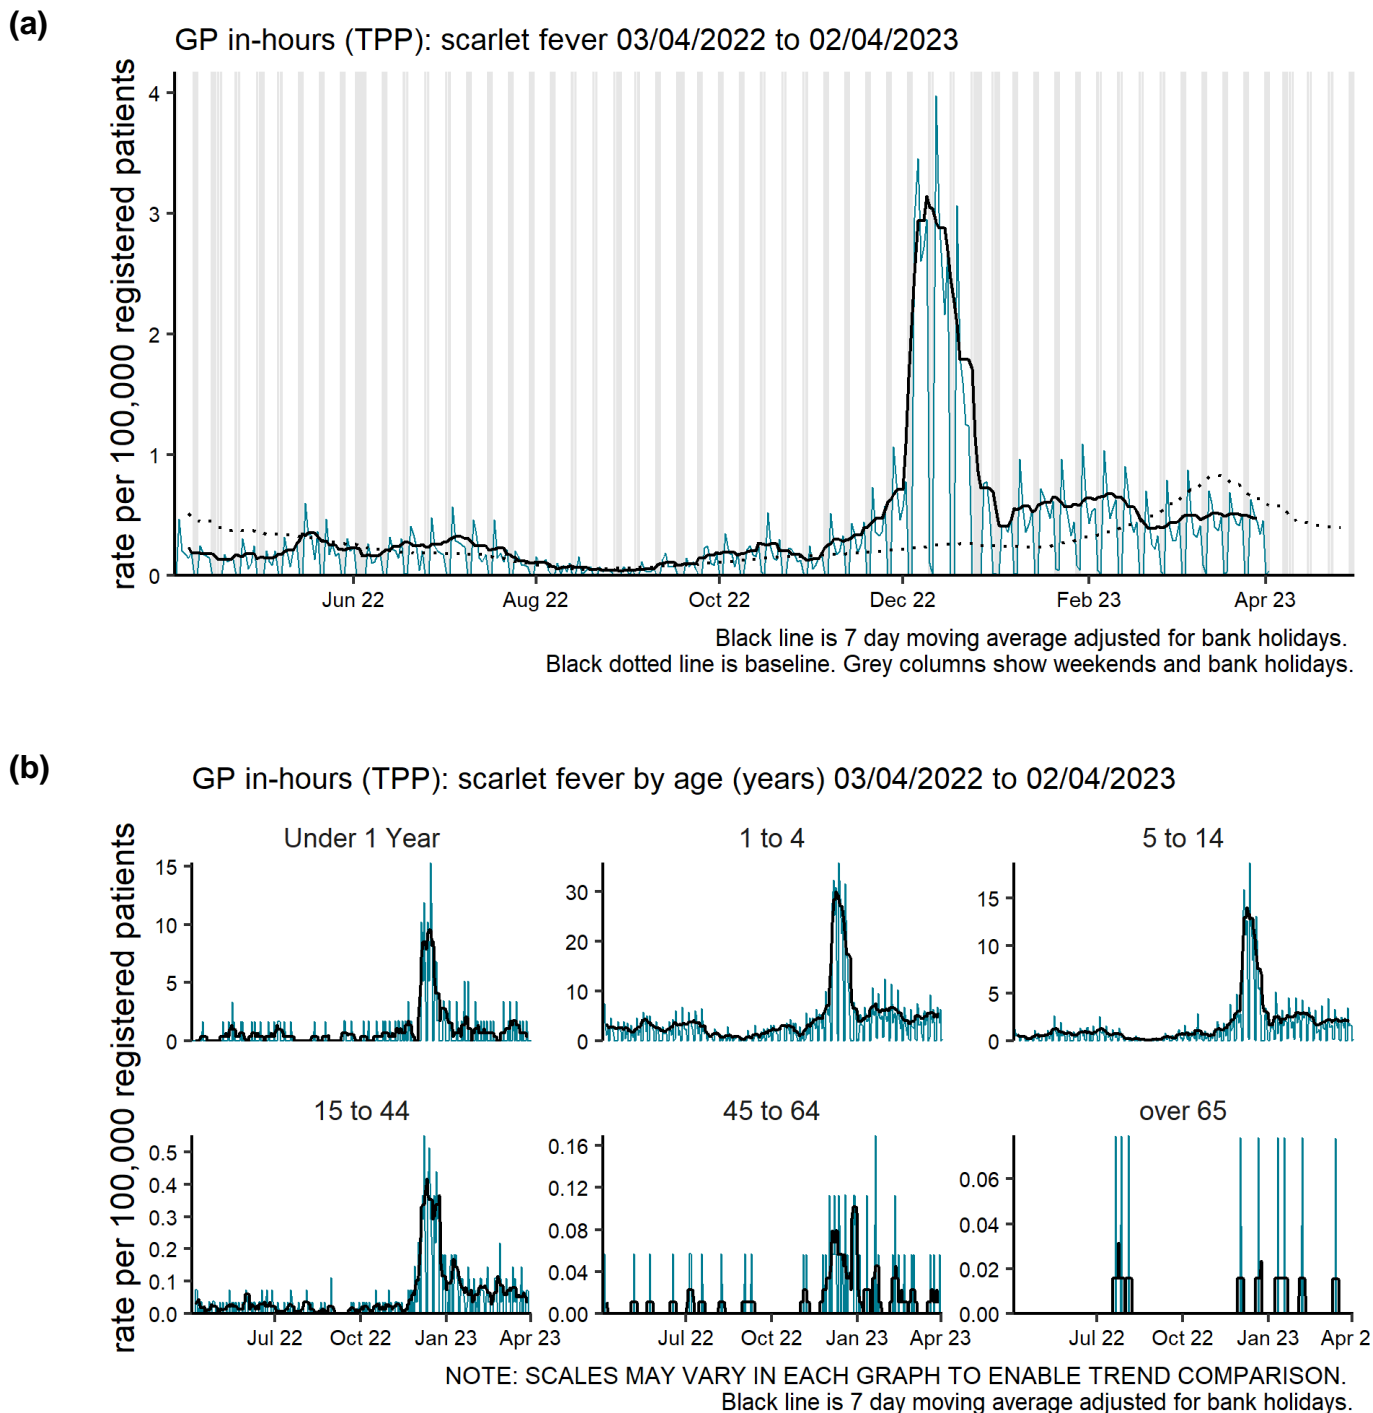 (a)
GP in-hours (TPP): scarlet fever 03/04/2022 to 02/04/2023
rate per 100,000 registered patients
4
3
2
1
0
Jun 22 Aug 22 Oct 22 Dec 22 Feb 23 Apr 23
Black line is 7 day moving average adjusted for bank holidays.
Black dotted line is baseline. Grey columns show weekends and bank holidays.
(b)
GP in-hours (TPP): scarlet fever by age (years) 03/04/2022 to 02/04/2023
rate per 100,000 registered patients
Under 1 Year
15
10
5
0
1 to 4
30
20
10
0
5 to 14
15
10
5
0
15 to 44
0.5
0.4
0.3
0.2
0.1
0.0
Jul 22 Oct 22 Jan 23 Apr 23
45 to 64
0.16
0.12
0.08
0.04
0.00
Jul 22 Oct 22 Jan 23 Apr 23
over 65
0.06
0.04
0.02
0.00
Jul 22 Oct 22 Jan 23 Apr 2
NOTE: SCALES MAY VARY IN EACH GRAPH TO ENABLE TREND COMPARISON.
Black line is 7 day moving average adjusted for bank holidays.